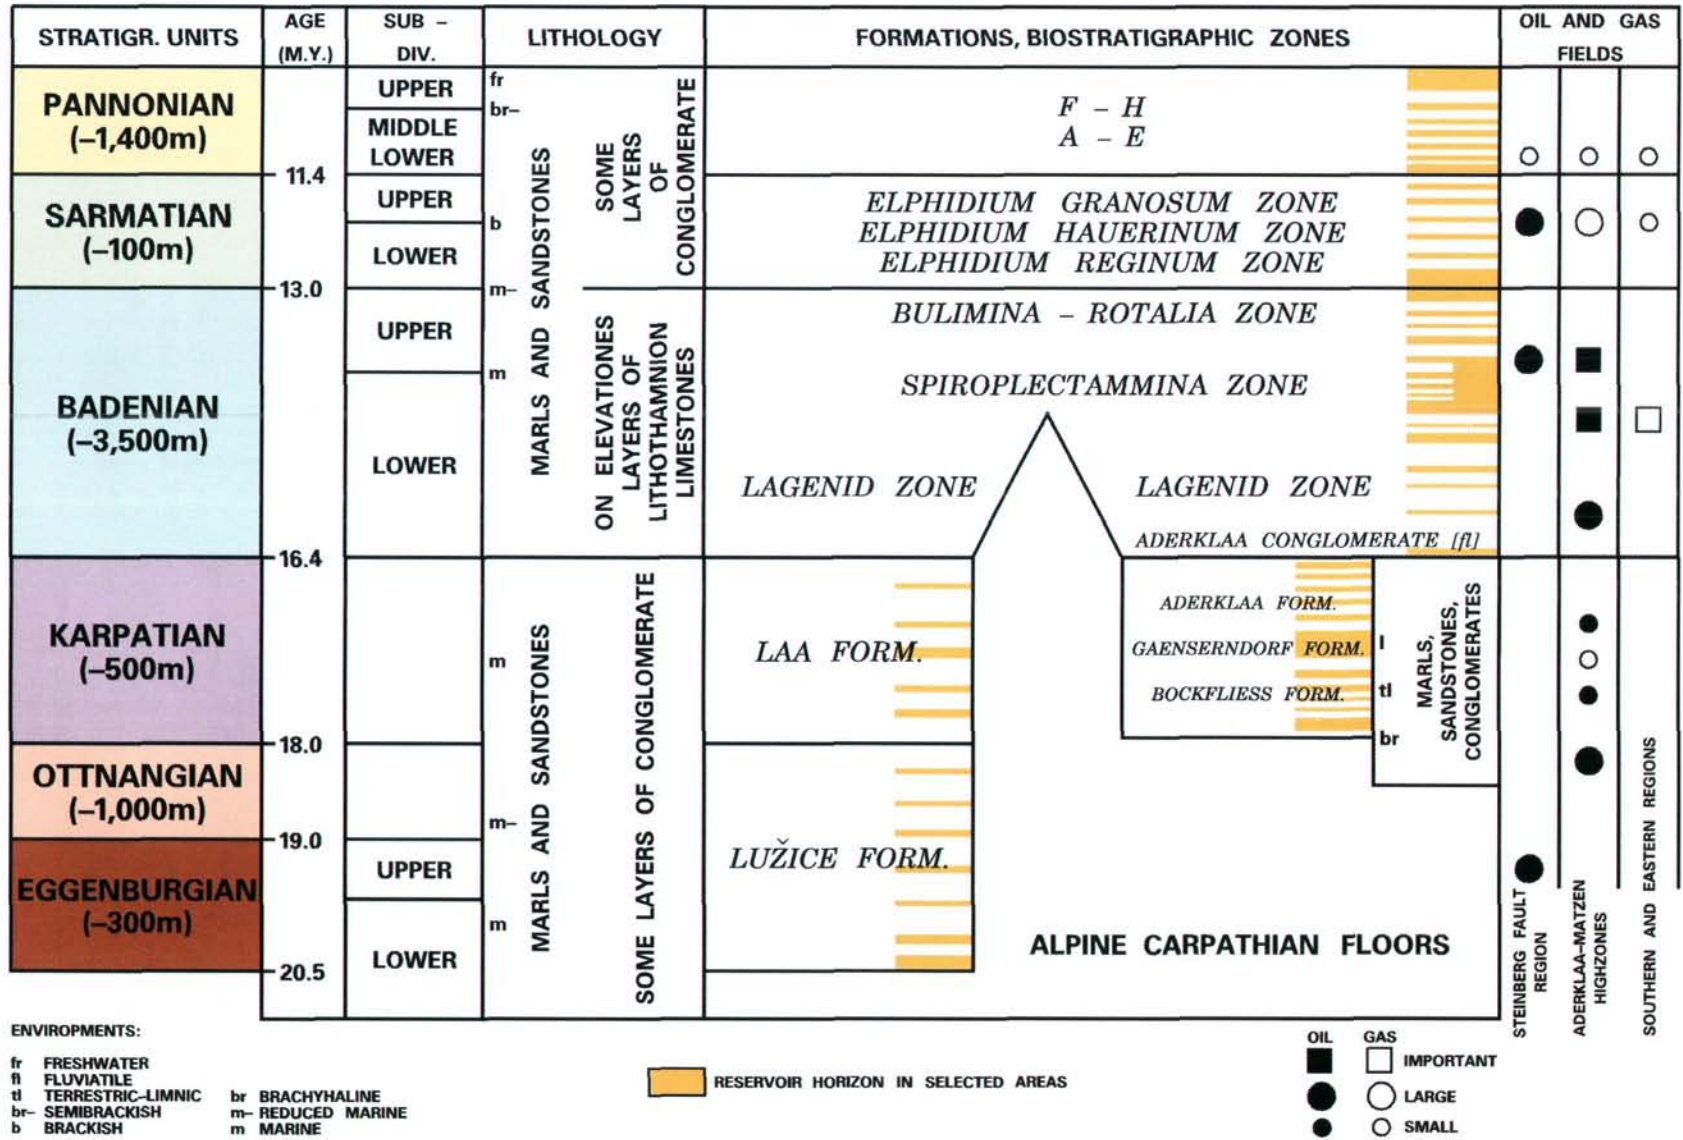 STRATIGR. UNITS
AGE
(M.Y.)
SUB –
DIV.
LITHOLOGY
FORMATIONS, BIOSTRATIGRAPHIC ZONES
OIL AND GAS
FIELDS
PANNONIAN
(–1,400m)
SARMATIAN
(–100m)
BADENIAN
(–3,500m)
KARPATIAN
(–500m)
OTTNANGIAN
(–1,000m)
EGGENBURGIAN
(–300m)
11.4
13.0
16.4
18.0
19.0
20.5
UPPER
MIDDLE
LOWER
UPPER
LOWER
UPPER
LOWER
UPPER
LOWER
fr
br–
b
m–
m
m
m–
m
MARLS AND SANDSTONES
SOME
LAYERS
OF
CONGLOMERATE
ON ELEVATIONES
LAYERS OF
LITHOTHAMNION
LIMESTONES
MARLS AND SANDSTONES
SOME LAYERS OF CONGLOMERATE
F – H
A – E
ELPHIDIUM GRANOSUM ZONE
ELPHIDIUM HAUERINUM ZONE
ELPHIDIUM REGINUM ZONE
BULIMINA – ROTALIA ZONE
SPIROPLECTAMMINA ZONE
LAGENID ZONE
LAGENID ZONE
ADERKLAA CONGLOMERATE [fl]
LAA FORM.
LUŽICE FORM.
ADERKLAA FORM.
GAENSERNDORF FORM.
BOCKFLIESS FORM.
l
tl
br
MARLS,
SANDSTONES,
CONGLOMERATES
ALPINE CARPATHIAN FLOORS
STEINBERG FAULT
REGION
ADERKLAA–MATZEN
HIGHZONES
SOUTHERN AND EASTERN REGIONS
ENVIROPMENTS:
fr FRESHWATER
fl FLUVIATILE
tl TERRESTRIC–LIMNIC
br– SEMIBRACKISH
b BRACKISH
br BRACHYHALINE
m– REDUCED MARINE
m MARINE
RESERVOIR HORIZON IN SELECTED AREAS
OIL GAS
IMPORTANT
LARGE
SMALL